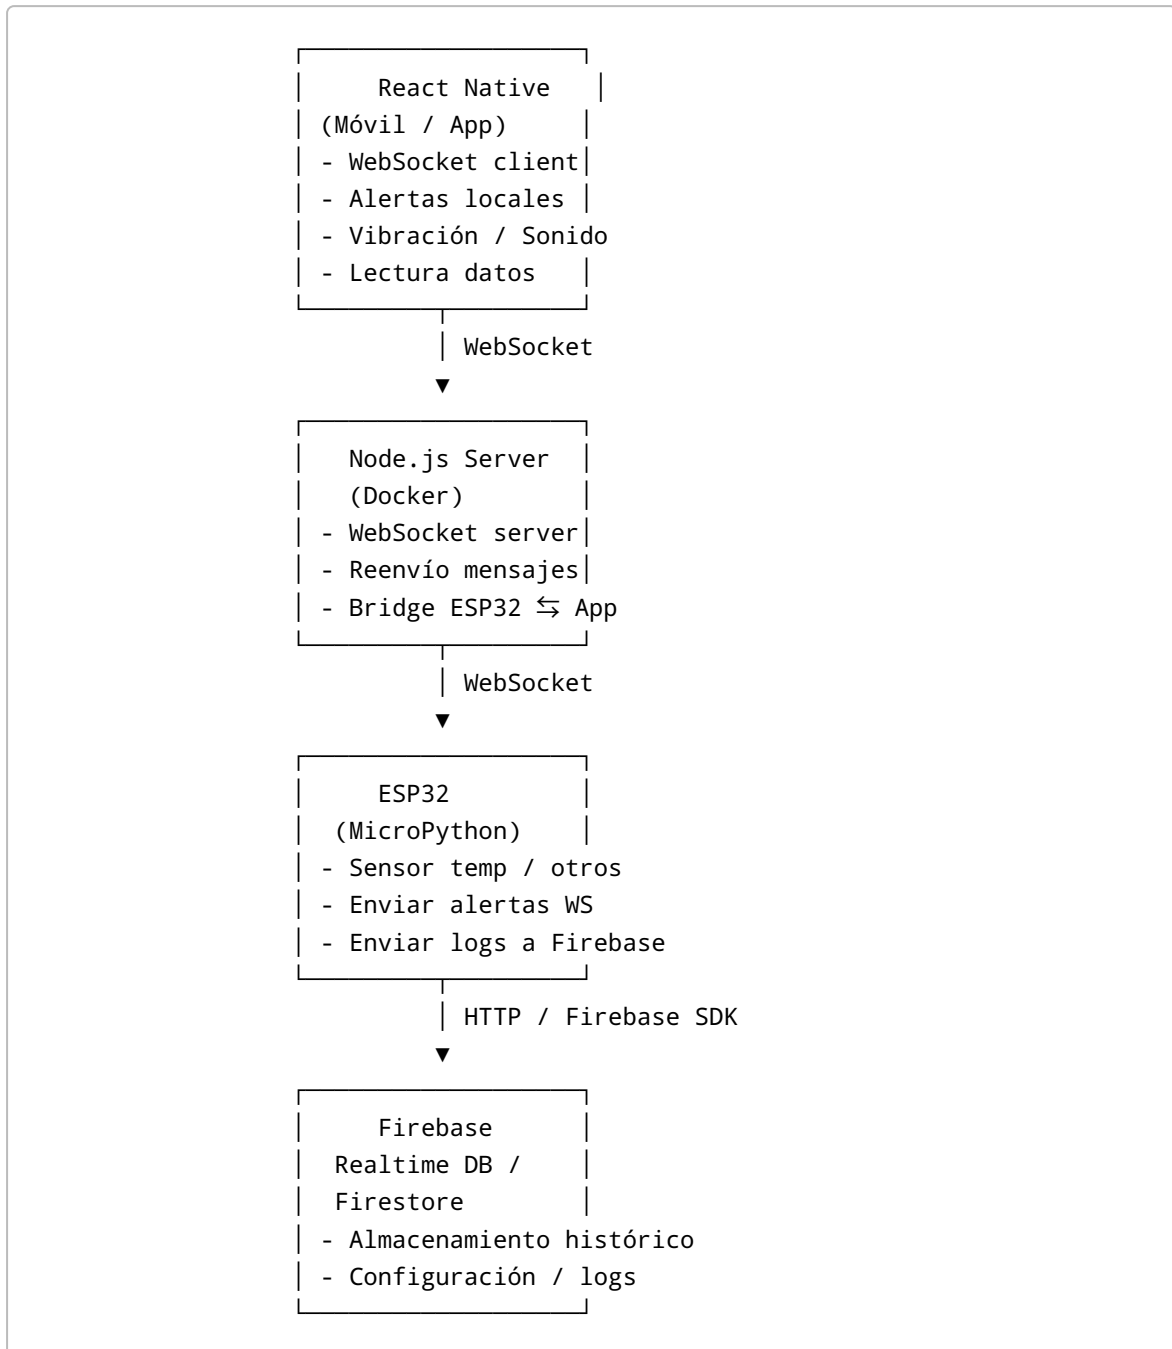 React Native
(Móvil / App)
- WebSocket client
- Alertas locales
- Vibración / Sonido
- Lectura datos
WebSocket
Node.js Server
(Docker)
- WebSocket server
- Reenvío mensajes
- Bridge ESP32 ⇆ App
WebSocket
ESP32
(MicroPython)
- Sensor temp / otros
- Enviar alertas WS
- Enviar logs a Firebase
HTTP / Firebase SDK
Firebase
Realtime DB /
Firestore
- Almacenamiento histórico
- Configuración / logs